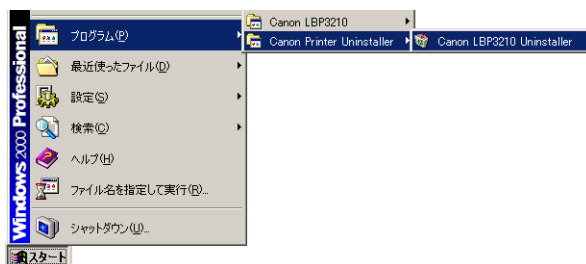 プログラム(P)
Canon LBP3210
Canon Printer Uninstaller
Canon LBP3210 Uninstaller
最近使ったファイル(D)
設定(S)
検索(C)
ヘルプ(H)
ファイル名を指定して実行(R)...
シャットダウン(U)...
Windows 2000 Professional
スタート